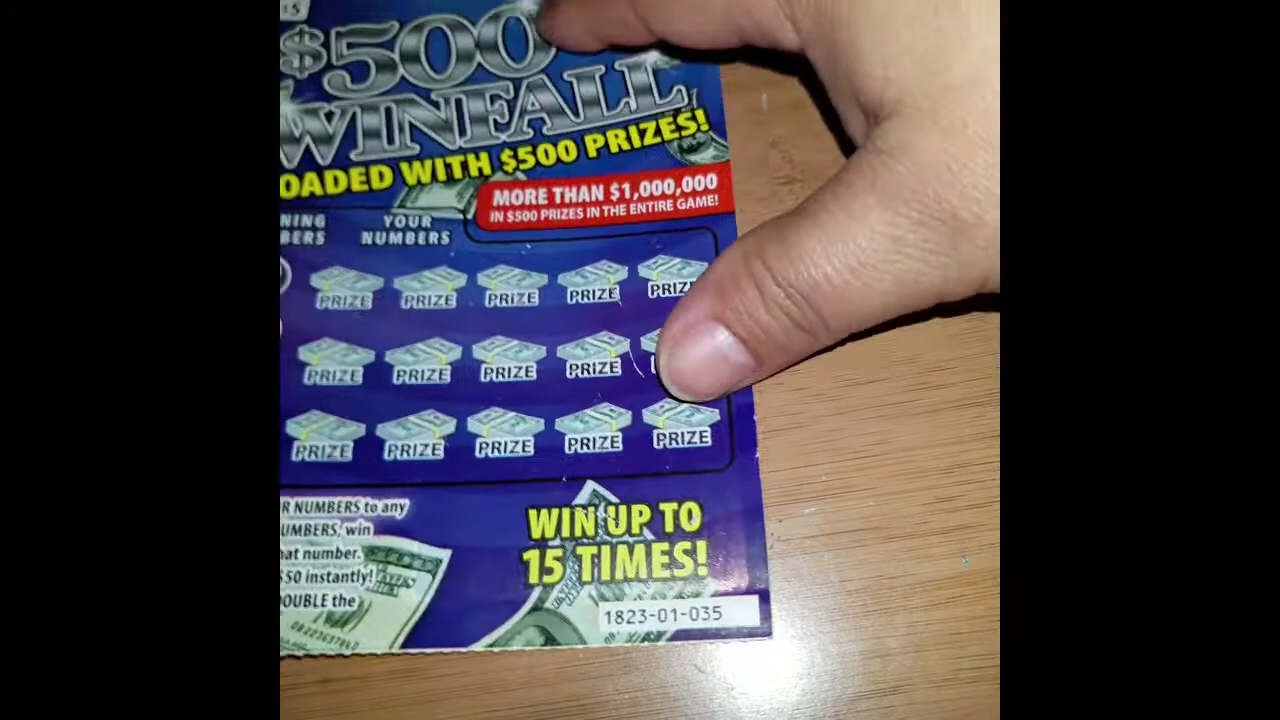 $5
$500
WINFALL
OADED WITH $500 PRIZES!
MORE THAN $1,000,000
IN $500 PRIZES IN THE ENTIRE GAME!
NING
BERS
YOUR
NUMBERS
PRIZE PRIZE PRIZE PRIZE PRIZ
PRIZE PRIZE PRIZE PRIZE
PRIZE PRIZE PRIZE PRIZE PRIZE
R NUMBERS to any
UMBERS, win
hat number.
$50 instantly!
OUBLE the
WIN UP TO
15 TIMES!
1823-01-035